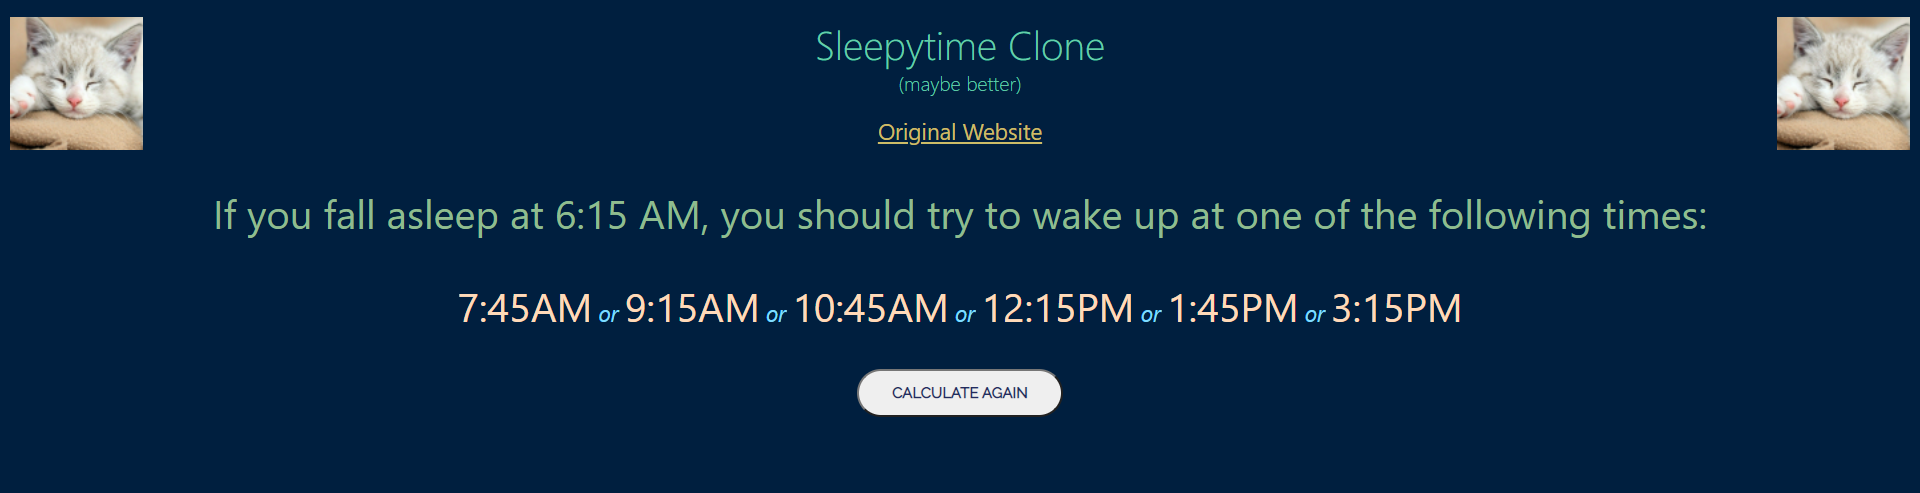 Sleepytime Clone
(maybe better)
Original Website
If you fall asleep at 6:15 AM, you should try to wake up at one of the following times:
7:45AM or 9:15AM or 10:45AM or 12:15PM or 1:45PM or 3:15PM
CALCULATE AGAIN